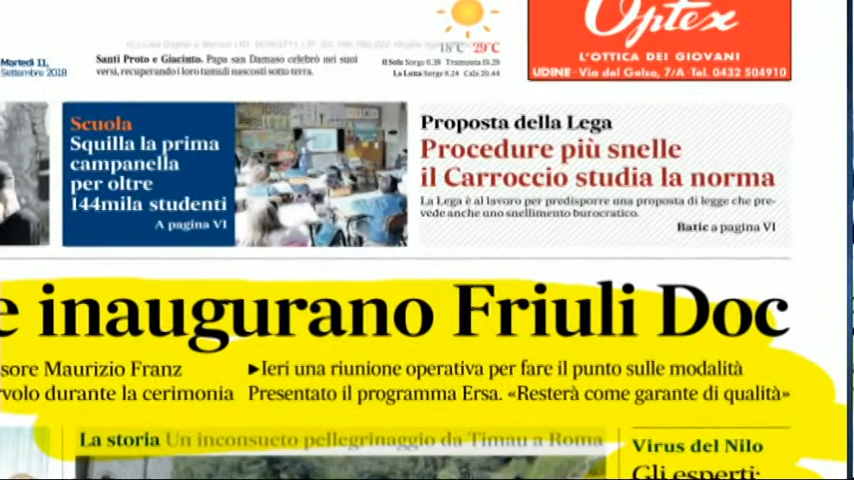 Optex
L'OTTICA DEI GIOVANI
UDINE- Via del Gelso, 7/A- Tel. 0432 504910
18°C 29°C
Il Sole Sorge 6.39 Tramonta 19.29
La Luna Sorge 8.24 Cala 20.44
Martedì 11,
Settembre 2018
Santi Proto e Giacinto. Papa san Damaso celebrò nei suoi
versi, recuperando i loro tumuli nascosti sotto terra.
Scuola
Squilla la prima
campanella
per oltre
144mila studenti
A pagina VI
Proposta della Lega
Procedure più snelle
il Carroccio studia la norma
La Lega è al lavoro per predisporre una proposta di legge che pre-
vede anche uno snellimento burocratico.
Batic a pagina VI
e inaugurano Friuli Doc
sore Maurizio Franz
rvolo durante la cerimonia
▶Ieri una riunione operativa per fare il punto sulle modalità
Presentato il programma Ersa. «Resterà come garante di qualità»
La storia Un inconsueto pellegrinaggio da Timau a Roma
Virus del Nilo
Gli esperti: